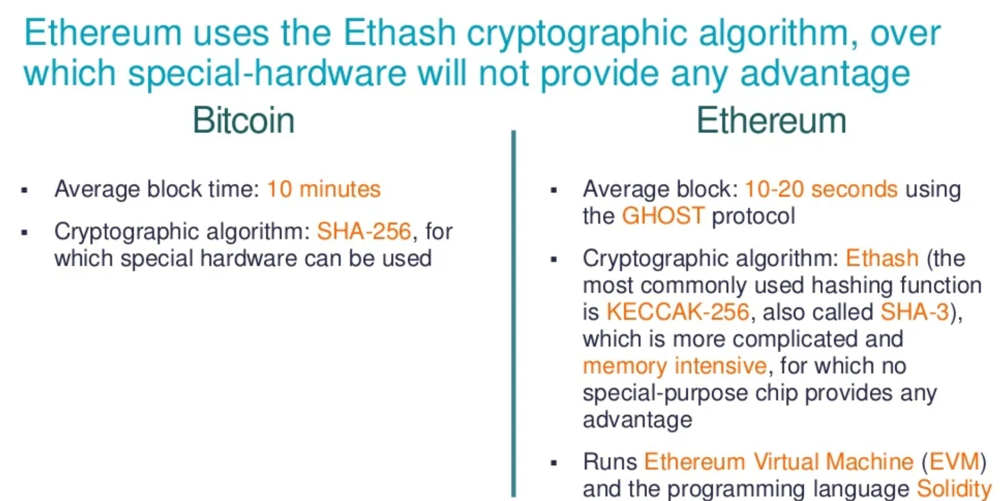 Ethereum uses the Ethash cryptographic algorithm, over
which special-hardware will not provide any advantage
Bitcoin
▪ Average block time: 10 minutes
▪ Cryptographic algorithm: SHA-256, for
which special hardware can be used
Ethereum
▪ Average block: 10-20 seconds using
the GHOST protocol
▪ Cryptographic algorithm: Ethash (the
most commonly used hashing function
is KECCAK-256, also called SHA-3),
which is more complicated and
memory intensive, for which no
special-purpose chip provides any
advantage
▪ Runs Ethereum Virtual Machine (EVM)
and the programming language Solidity